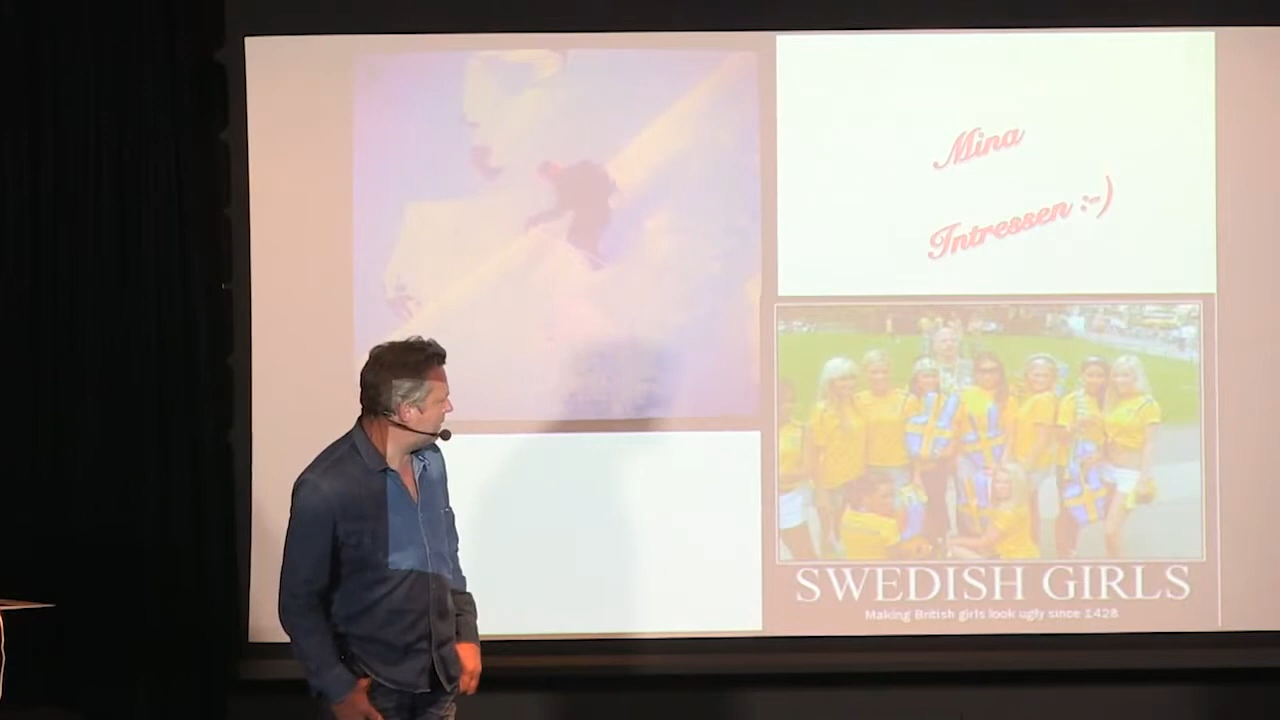 Mina
Intressen :-)
SWEDISH GIRLS
Making British girls look ugly since 1428